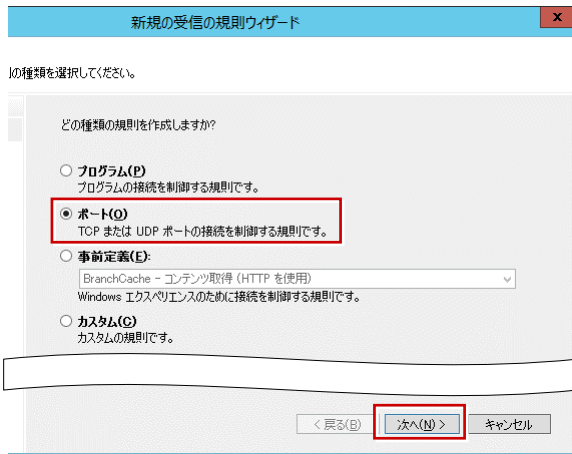 新規の受信の規則ウィザード
x
の種類を選択してください。
どの種類の規則を作成しますか?
プログラム(P)
プログラムの接続を制御する規則です。
ポート(O)
TCP または UDP ポートの接続を制御する規則です。
事前定義(E):
BranchCache - コンテンツ取得 (HTTP を使用)
Windows エクスペリエンスのために接続を制御する規則です。
カスタム(C)
カスタムの規則です。
< 戻る(B) 次へ(N) > キャンセル